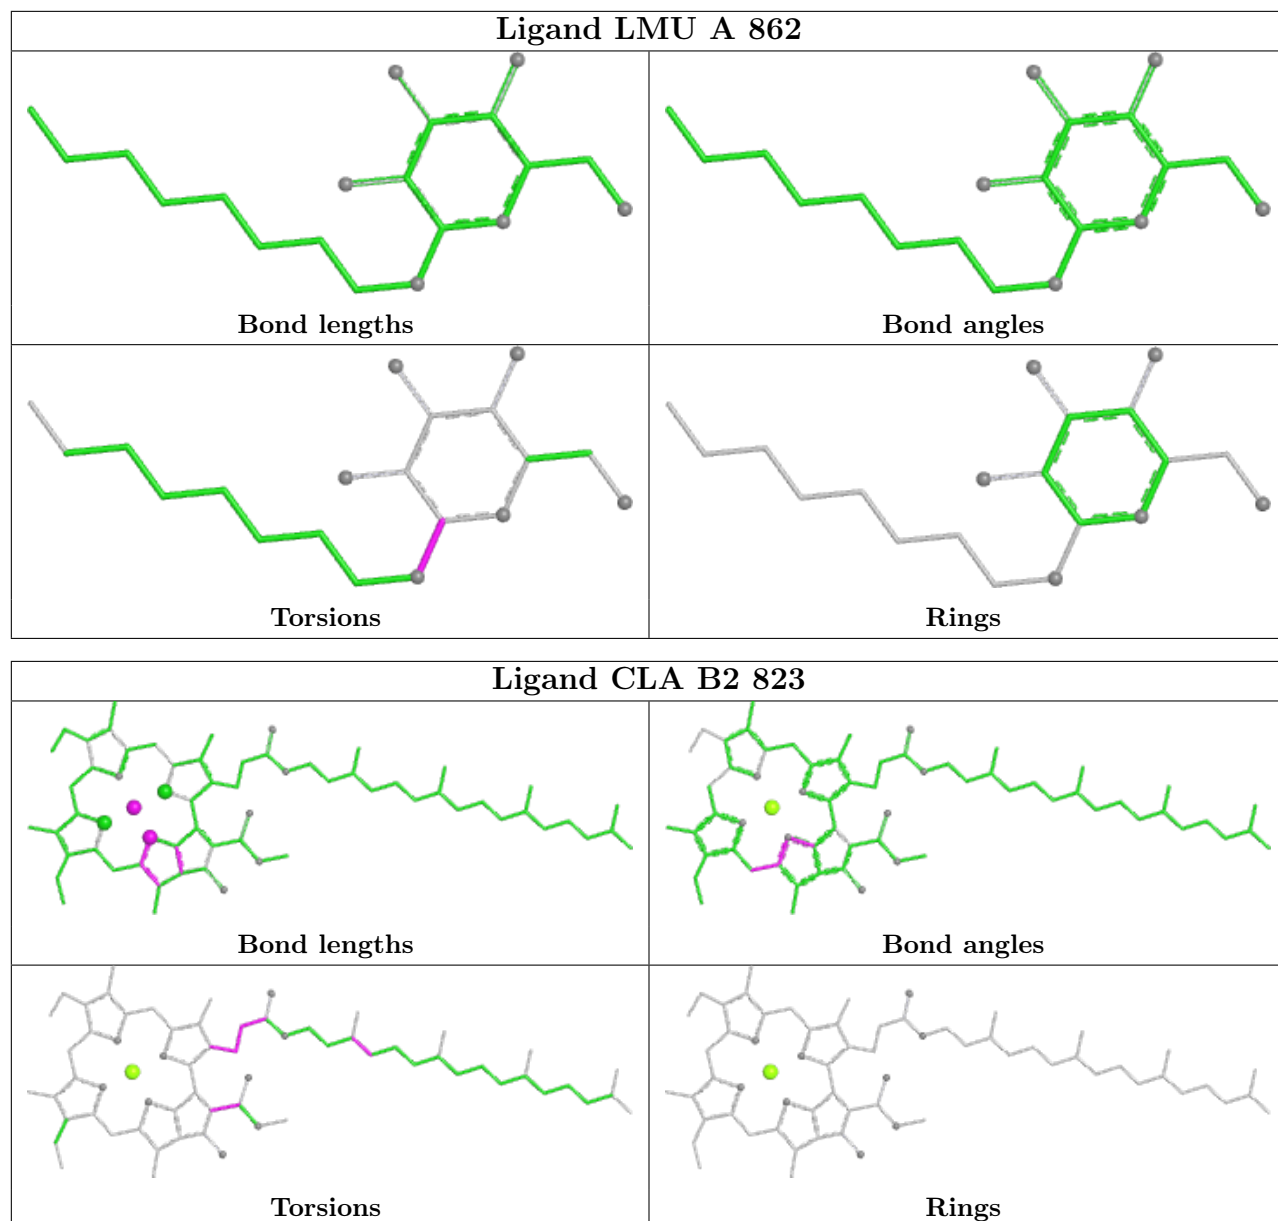 Ligand LMU A 862
Bond lengths
Bond angles
Torsions
Rings
Ligand CLA B2 823
Bond lengths
Bond angles
Torsions
Rings